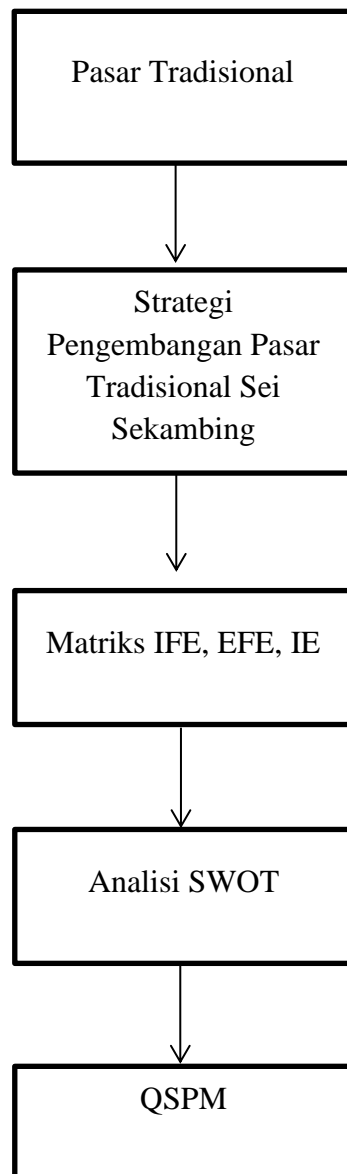 Pasar Tradisional
Strategi
Pengembangan Pasar
Tradisional Sei
Sekambing
Matriks IFE, EFE, IE
Analisi SWOT
QSPM